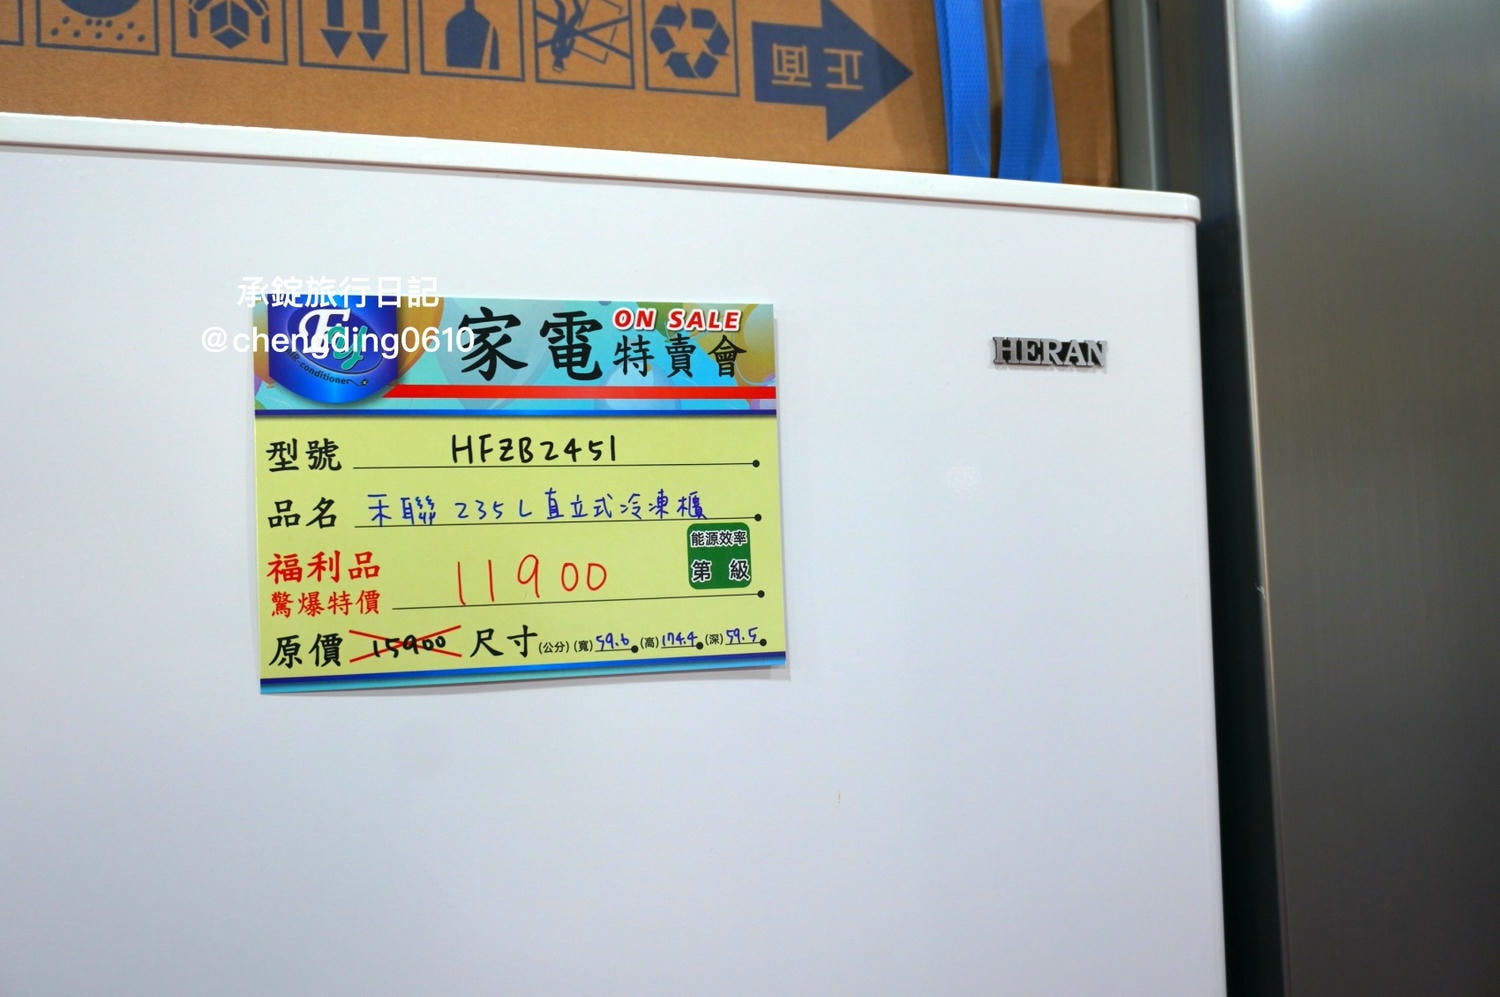 正面
承錠旅行日記
@chengding0610
家電 ON SALE 特賣會
conditioner
HERAN
型號 HFZB2451
品名 禾聯 235L 直立式冷凍櫃
能源效率
第 級
福利品
驚爆特價 11900
原價 15900 尺寸(公分)(寬)59.6(高)174.4(深)59.5